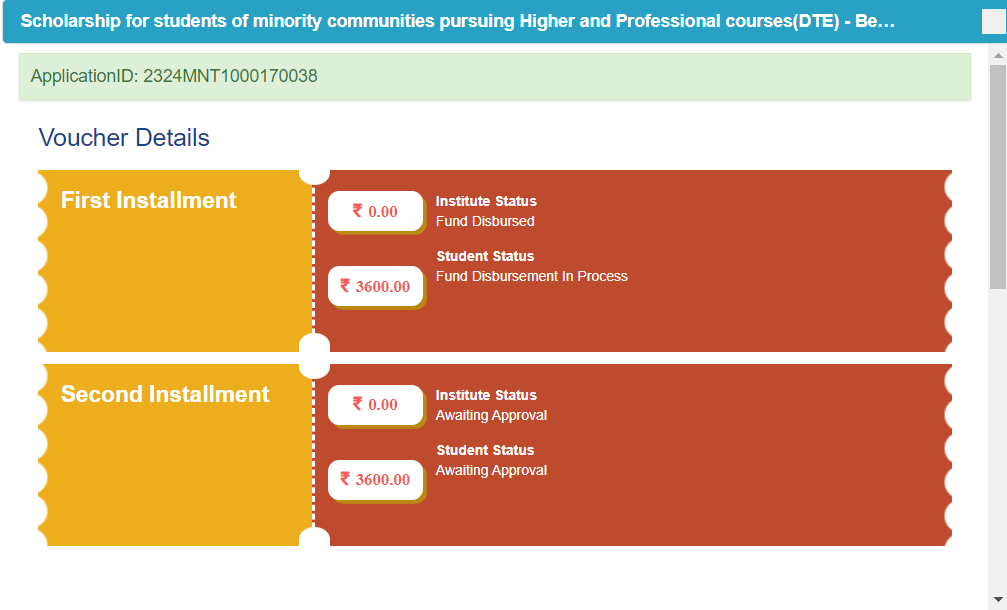 Scholarship for students of minority communities pursuing Higher and Professional courses(DTE) - Be…
ApplicationID: 2324MNT1000170038
Voucher Details
First Installment
₹ 0.00
Institute Status
Fund Disbursed
₹ 3600.00
Student Status
Fund Disbursement In Process
Second Installment
₹ 0.00
Institute Status
Awaiting Approval
₹ 3600.00
Student Status
Awaiting Approval